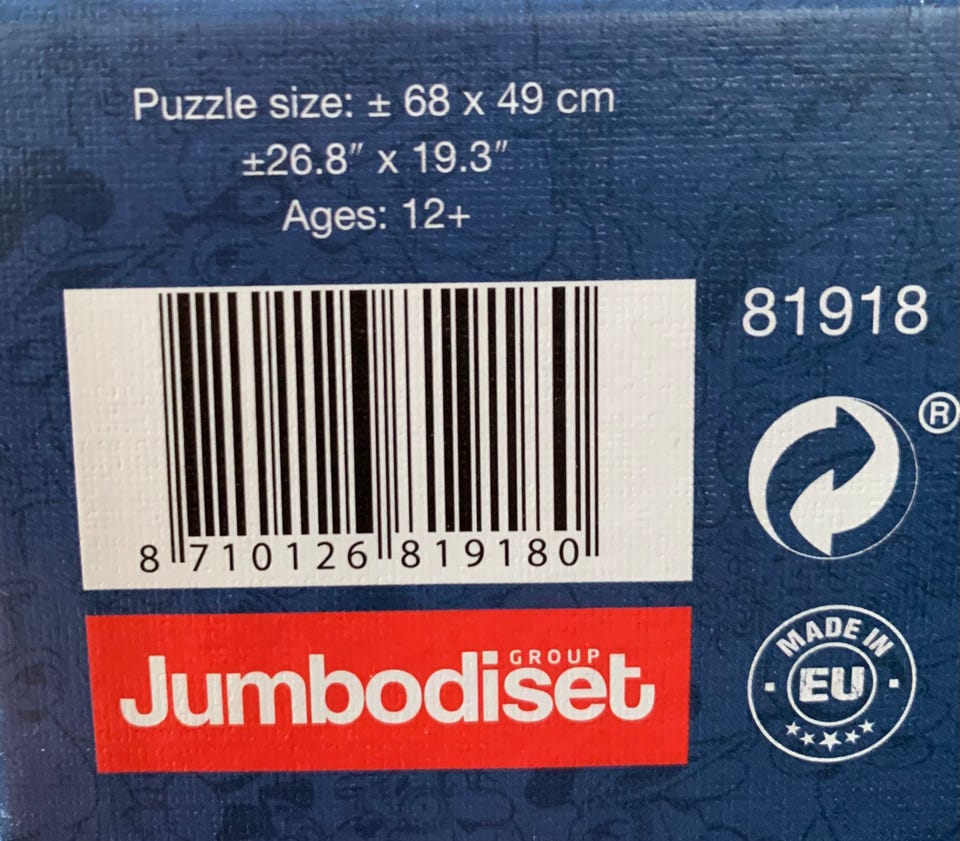 Puzzle size: ± 68 x 49 cm
±26.8" x 19.3"
Ages: 12+
81918
®
8 710126 819180
GROUP
Jumbodiset
MADE IN
EU